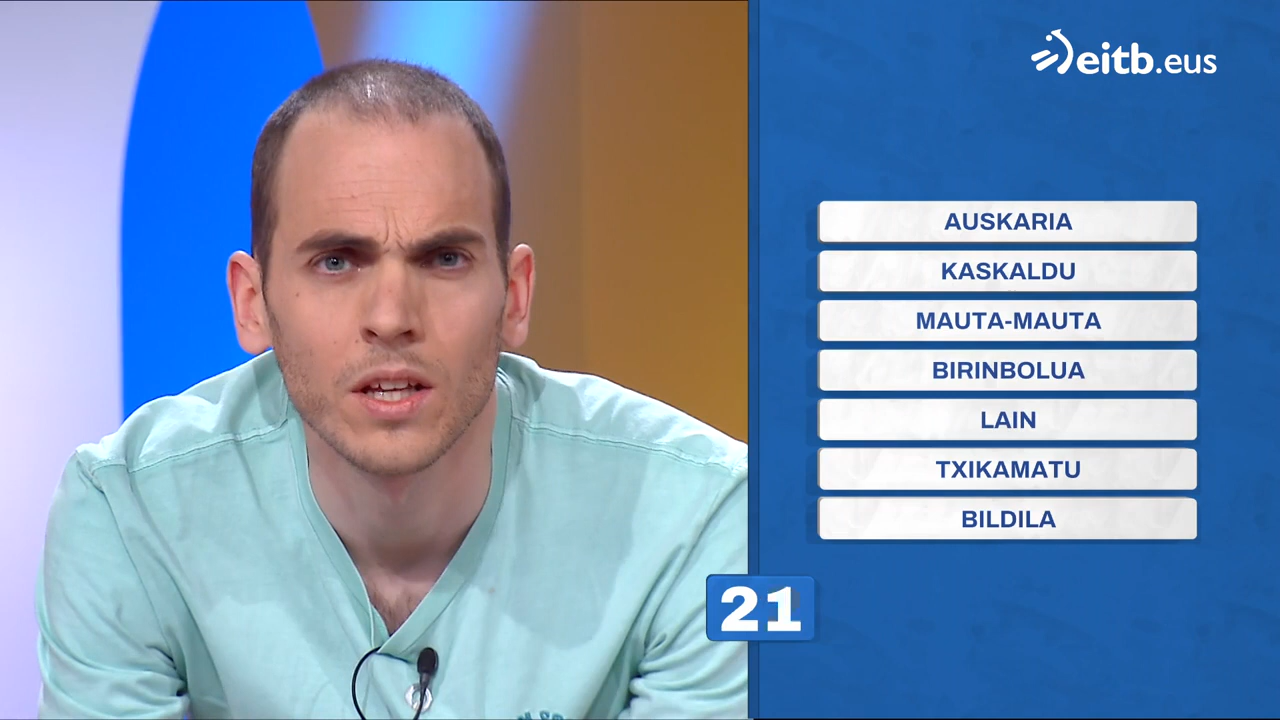 eitb.eus
AUSKARIA
KASKALDU
MAUTA-MAUTA
BIRINBOLUA
LAIN
TXIKAMATU
BILDILA
21